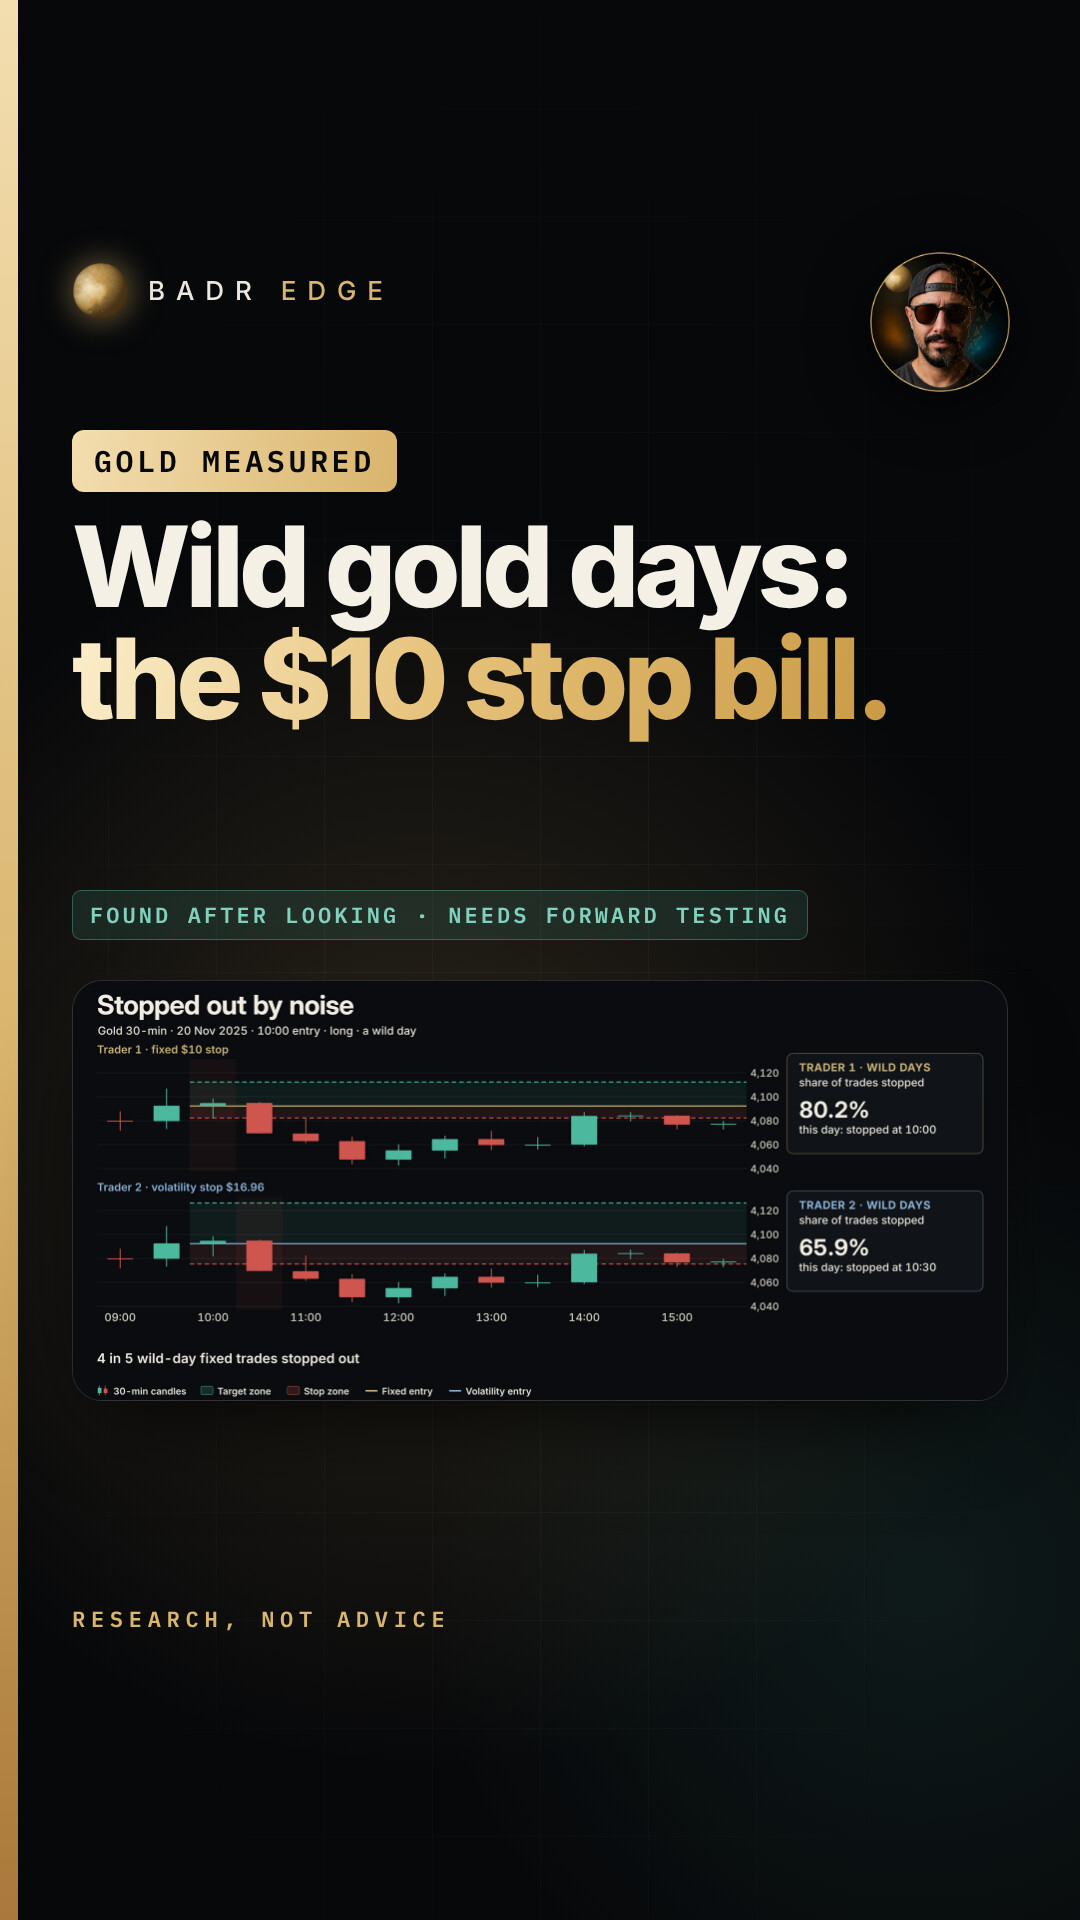 BADR EDGE
GOLD MEASURED
Wild gold days:
the $10 stop bill.
FOUND AFTER LOOKING · NEEDS FORWARD TESTING
Stopped out by noise
Gold 30-min · 20 Nov 2025 · 10:00 entry · long · a wild day
Trader 1 · fixed $10 stop
4,120
4,100
4,080
4,060
4,040
TRADER 1 · WILD DAYS
share of trades stopped
80.2%
this day: stopped at 10:00
Trader 2 · volatility stop $16.96
4,120
4,100
4,080
4,060
4,040
TRADER 2 · WILD DAYS
share of trades stopped
65.9%
this day: stopped at 10:30
09:00 10:00 11:00 12:00 13:00 14:00 15:00
4 in 5 wild-day fixed trades stopped out
30-min candles Target zone Stop zone Fixed entry Volatility entry
RESEARCH, NOT ADVICE